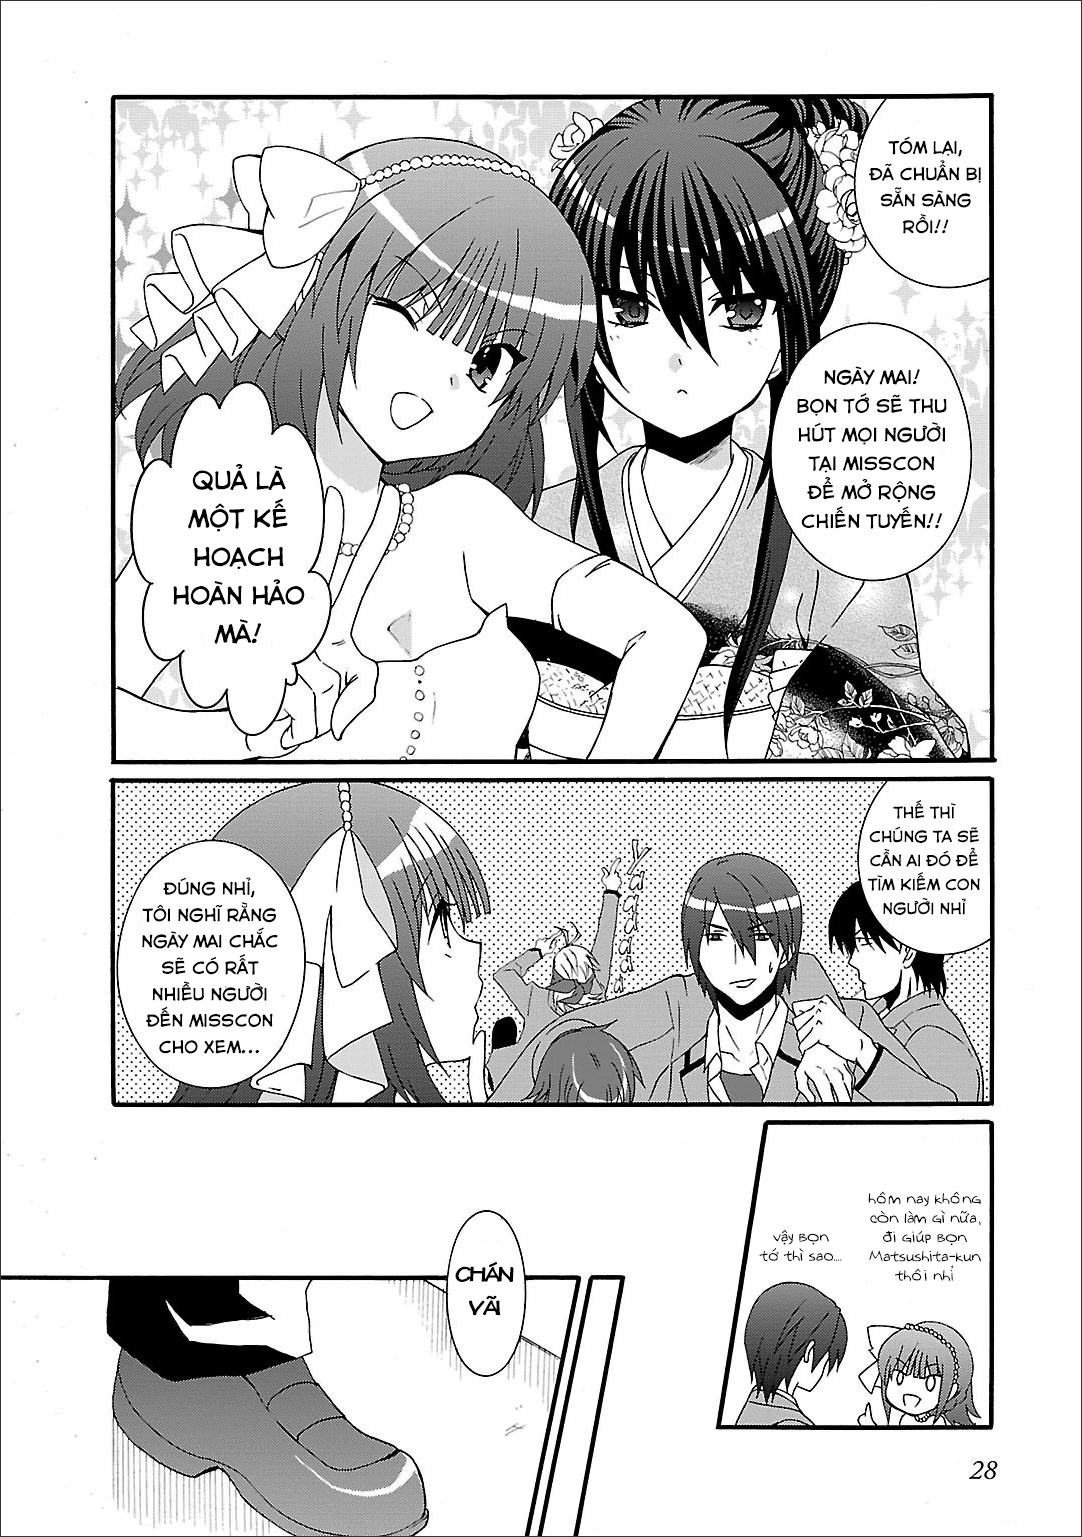 TÓM LẠI,
ĐÃ CHUẨN BỊ
SẴN SÀNG
RỒI!!
NGÀY MAI!
BỌN TỚ SẼ THU
HÚT MỌI NGƯỜI
TẠI MISSCON
ĐỂ MỞ RỘNG
CHIẾN TUYẾN!!
QUẢ LÀ
MỘT KẾ
HOẠCH
HOÀN HẢO
MÀ!
THẾ THÌ
CHÚNG TA SẼ
CẦN AI ĐÓ ĐỂ
TÌM KIẾM CON
NGƯỜI NHỈ
ĐÚNG NHỈ,
TÔI NGHĨ RẰNG
NGÀY MAI CHẮC
SẼ CÓ RẤT
NHIỀU NGƯỜI
ĐẾN MISSCON
CHO XEM...
hôm nay không
còn làm gì nữa,
đi giúp bọn
Matsushita-kun
thôi nhỉ
vậy bọn
tớ thì sao....
CHÁN
VÃI
28